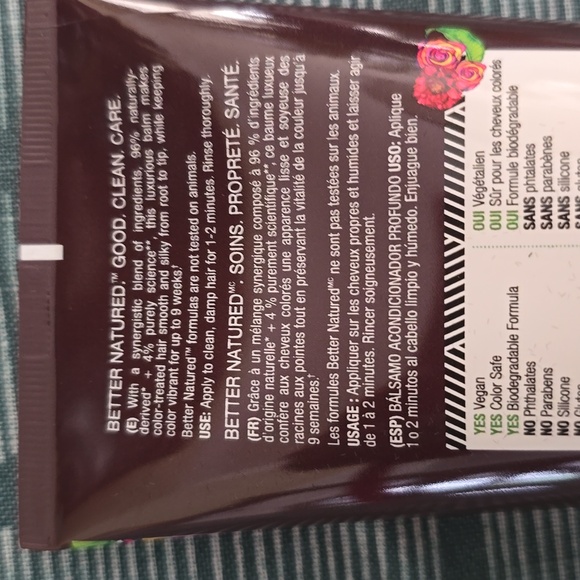 BETTER NATURED.™ GOOD. CLEAN. CARE.
(E) With a synergistic blend of ingredients, 96% naturally-
derived* + 4% purely science**, this luxurious balm makes
color-treated hair smooth and silky from root to tip, while keeping
color vibrant for up to 9 weeks.†
Better Natured™ formulas are not tested on animals.
USE: Apply to clean, damp hair for 1-2 minutes. Rinse thoroughly.
BETTER NATURED.MC SOINS. PROPRETÉ. SANTÉ.
(FR) Grâce à un mélange synergique composé à 96 % d'ingrédients
d'origine naturelle* + 4 % purement scientifique**, ce baume luxueux
confère aux cheveux colorés une apparence lisse et soyeuse des
racines aux pointes tout en préservant la vitalité de la couleur jusqu'à
9 semaines.†
Les formules Better NaturedMC ne sont pas testées sur les animaux.
USAGE : Appliquer sur les cheveux propres et humides et laisser agir
de 1 à 2 minutes. Rincer soigneusement.
(ESP) BÁLSAMO ACONDICIONADOR PROFUNDO USO: Aplique
1 o 2 minutos al cabello limpio y húmedo. Enjuague bien.
YES Vegan
YES Color Safe
YES Biodegradable Formula
NO Phthalates
NO Parabens
NO Silicone
OUI Végétalien
OUI Sûr pour les cheveux colorés
OUI Formule biodégradable
SANS phtalates
SANS parabènes
SANS silicone